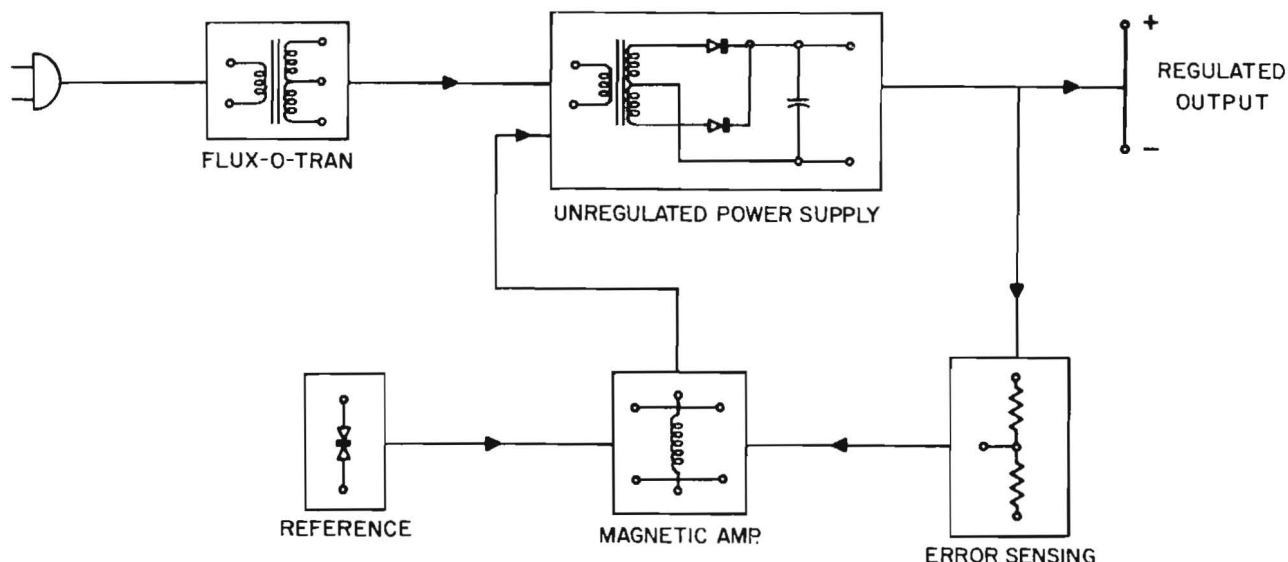 +
REGULATED
OUTPUT
−
FLUX-O-TRAN
UNREGULATED POWER SUPPLY
REFERENCE
MAGNETIC AMP.
ERROR SENSING